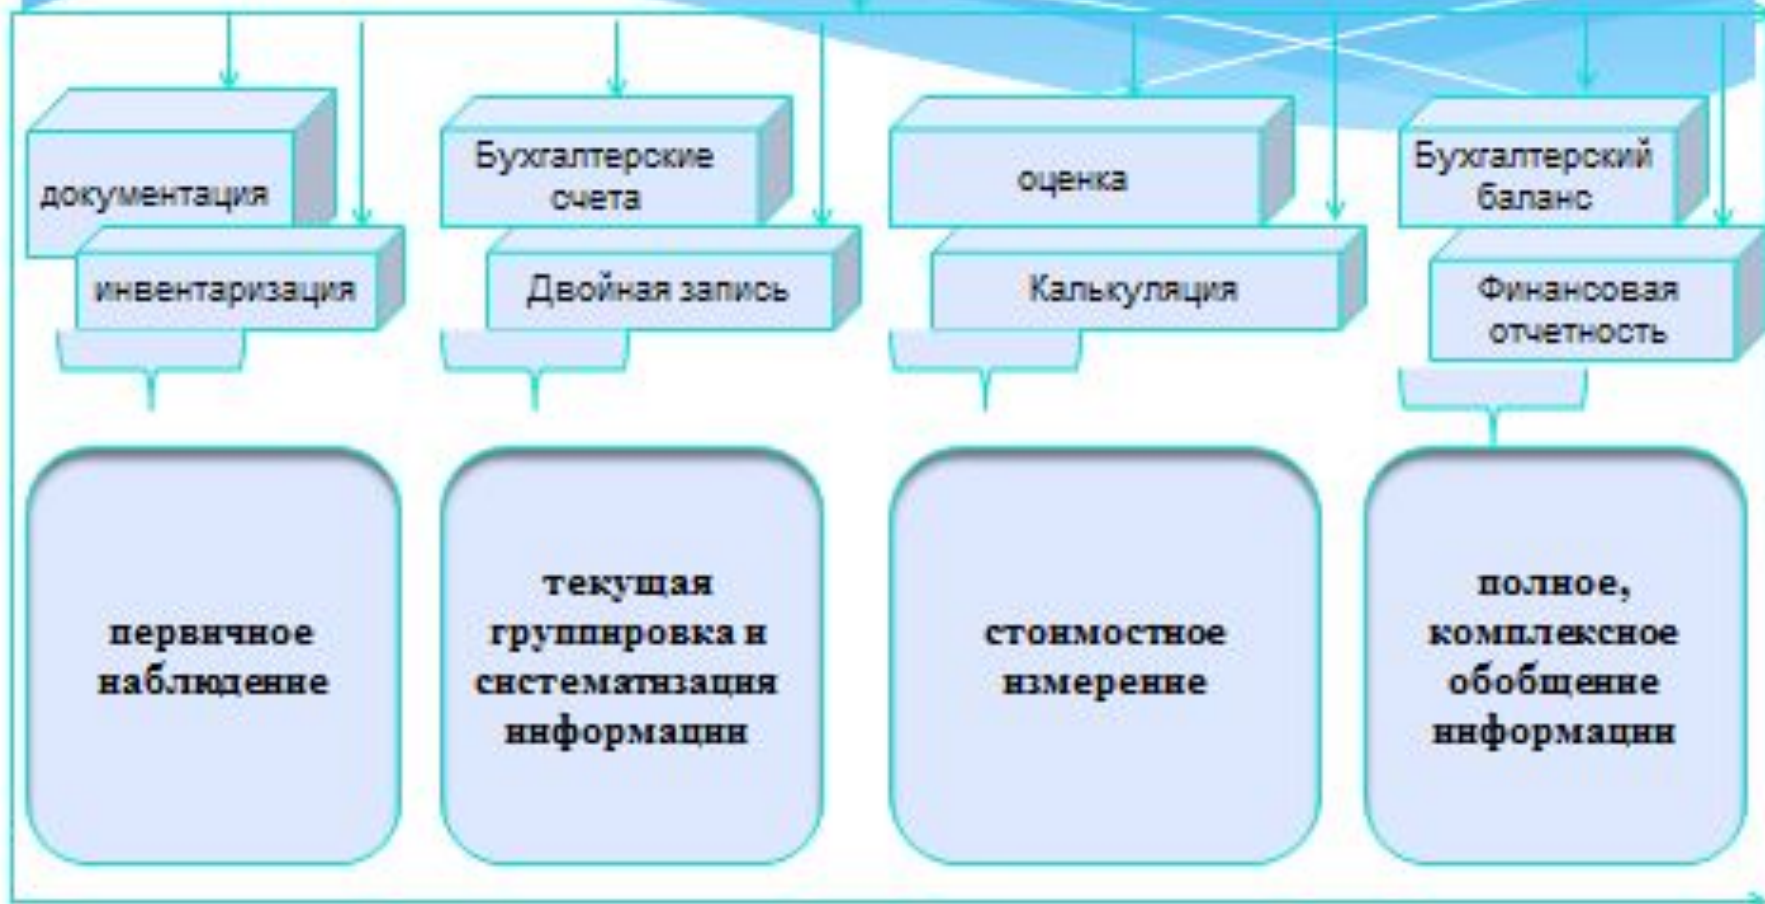 документация
инвентаризация
Бухгалтерские
счета
Двойная запись
оценка
Калькуляция
Бухгалтерский
баланс
Финансовая
отчетность
первичное
наблюдение
текущая
группировка и
систематизация
информации
стоимостное
измерение
полное,
комплексное
обобщение
информации